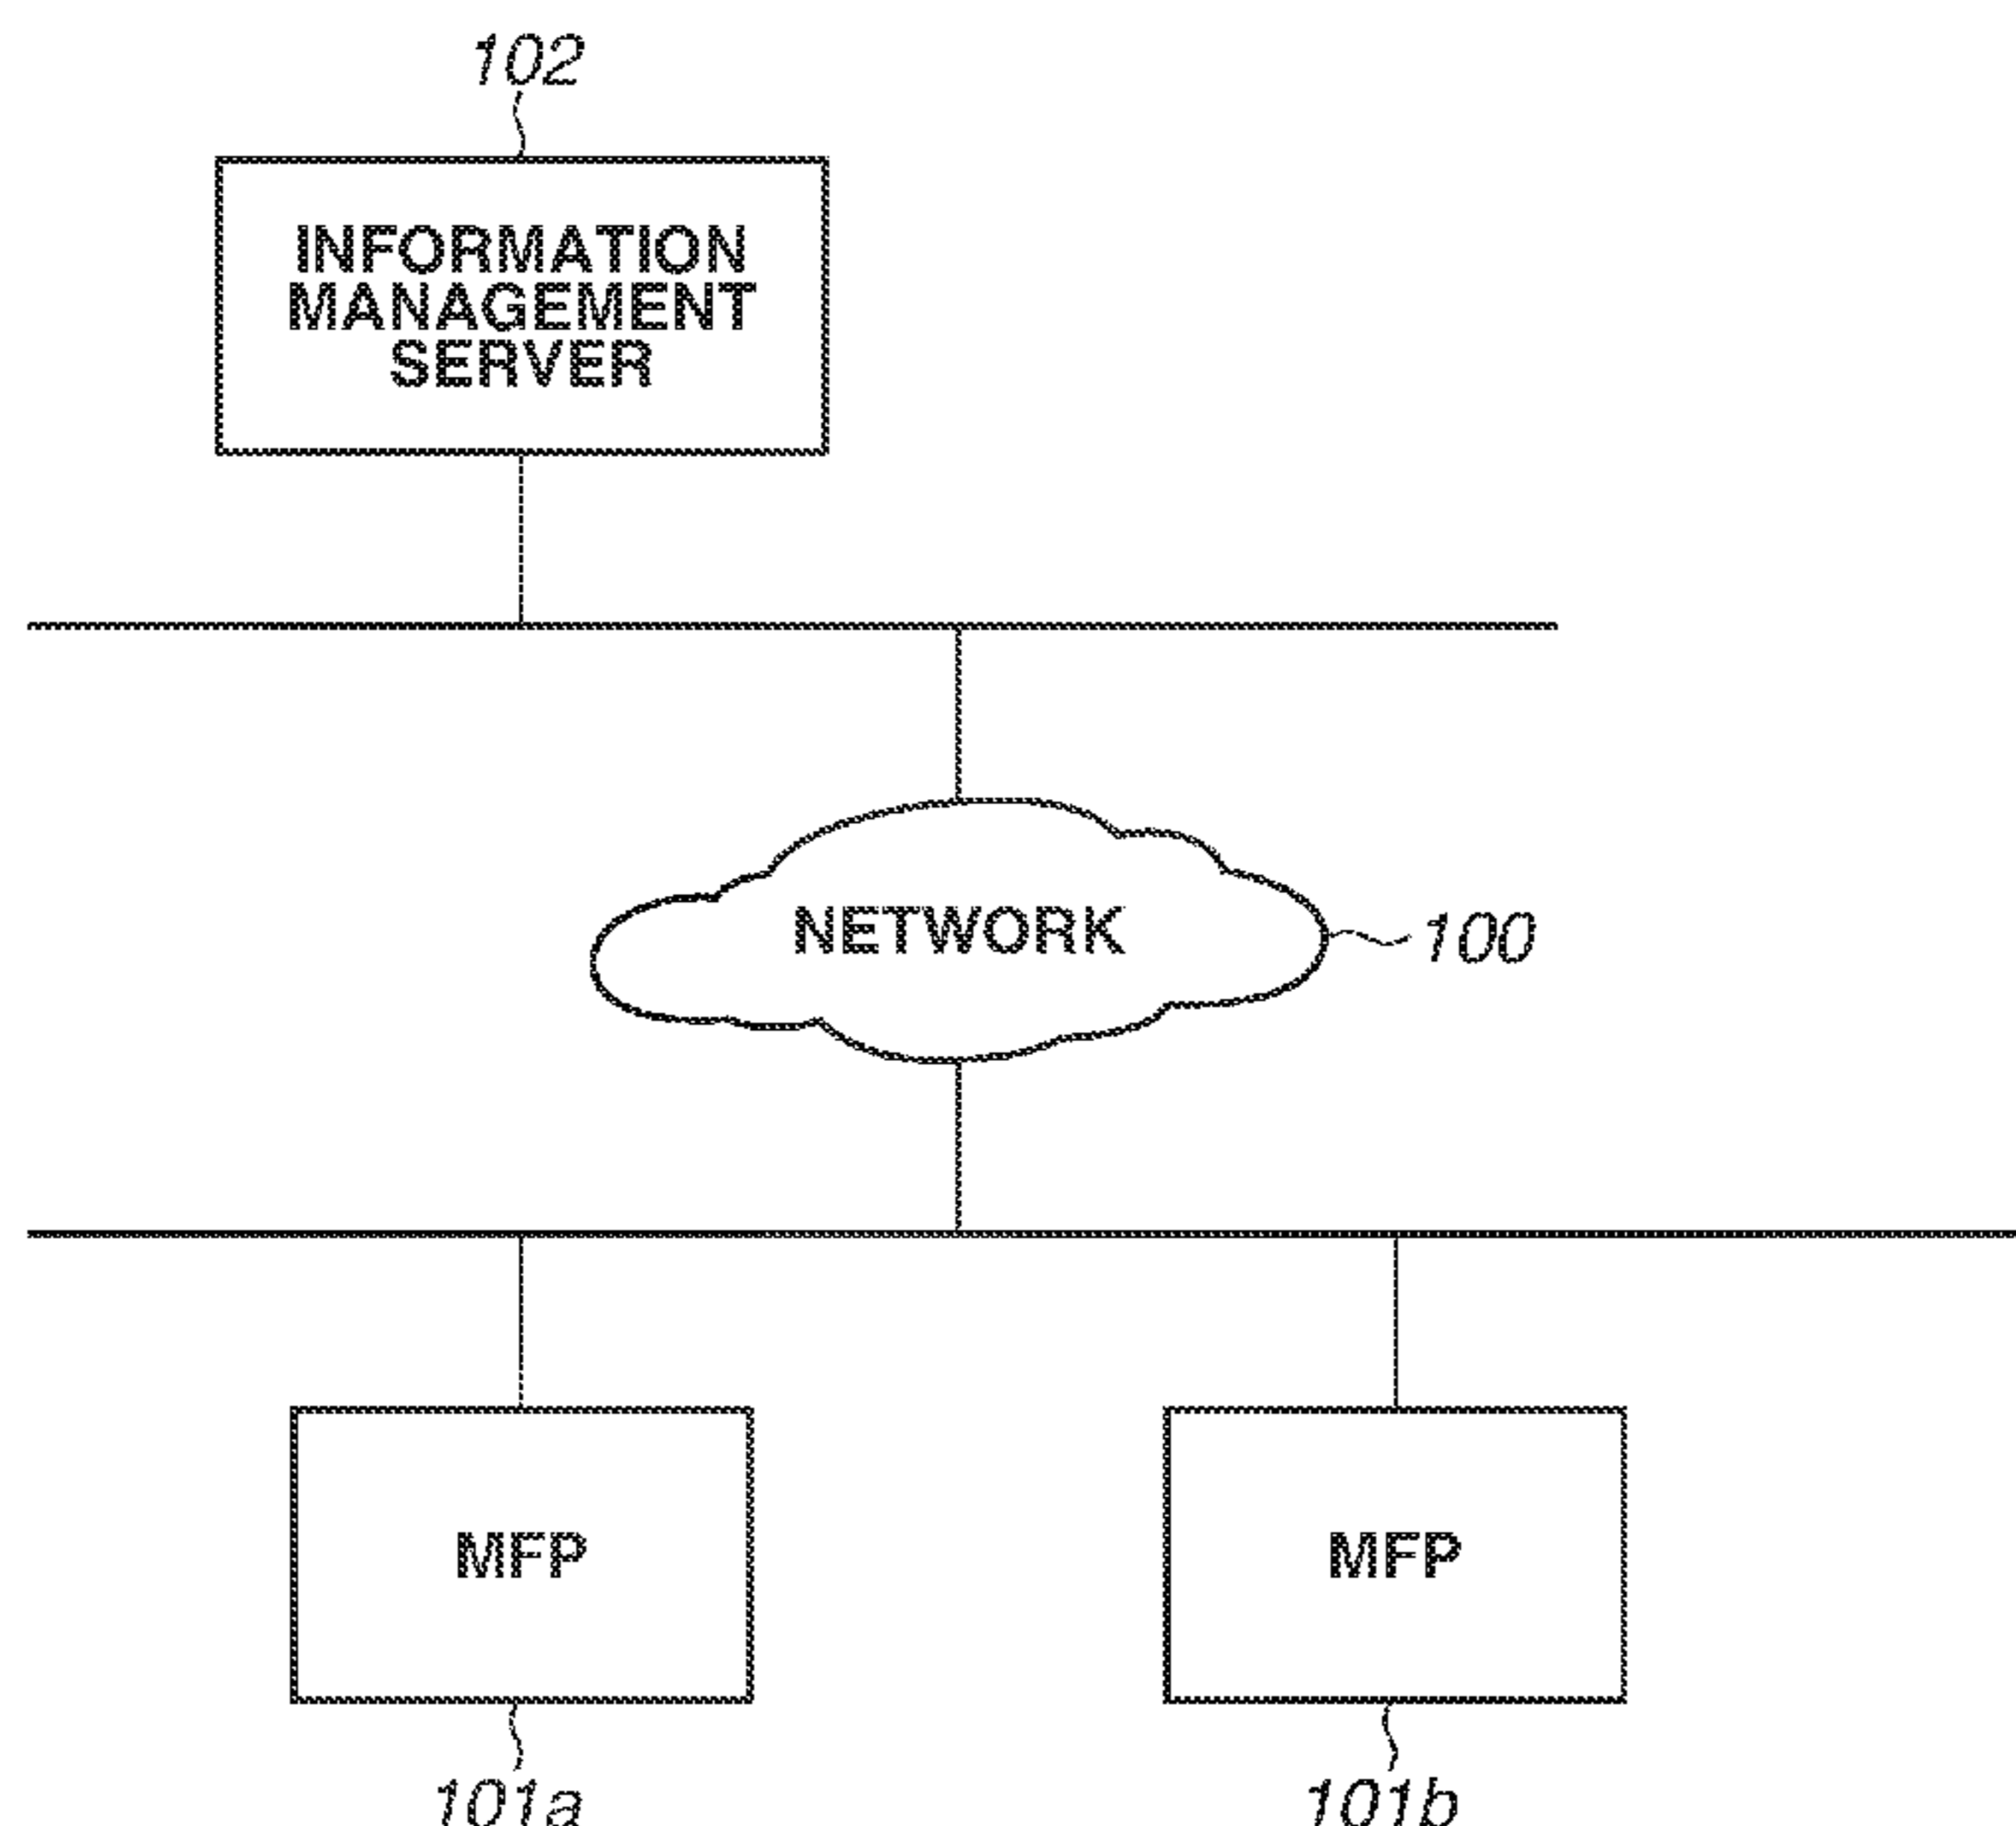 102
INFORMATION
MANAGEMENT
SERVER
NETWORK
100
MFP
MFP
101a
101b